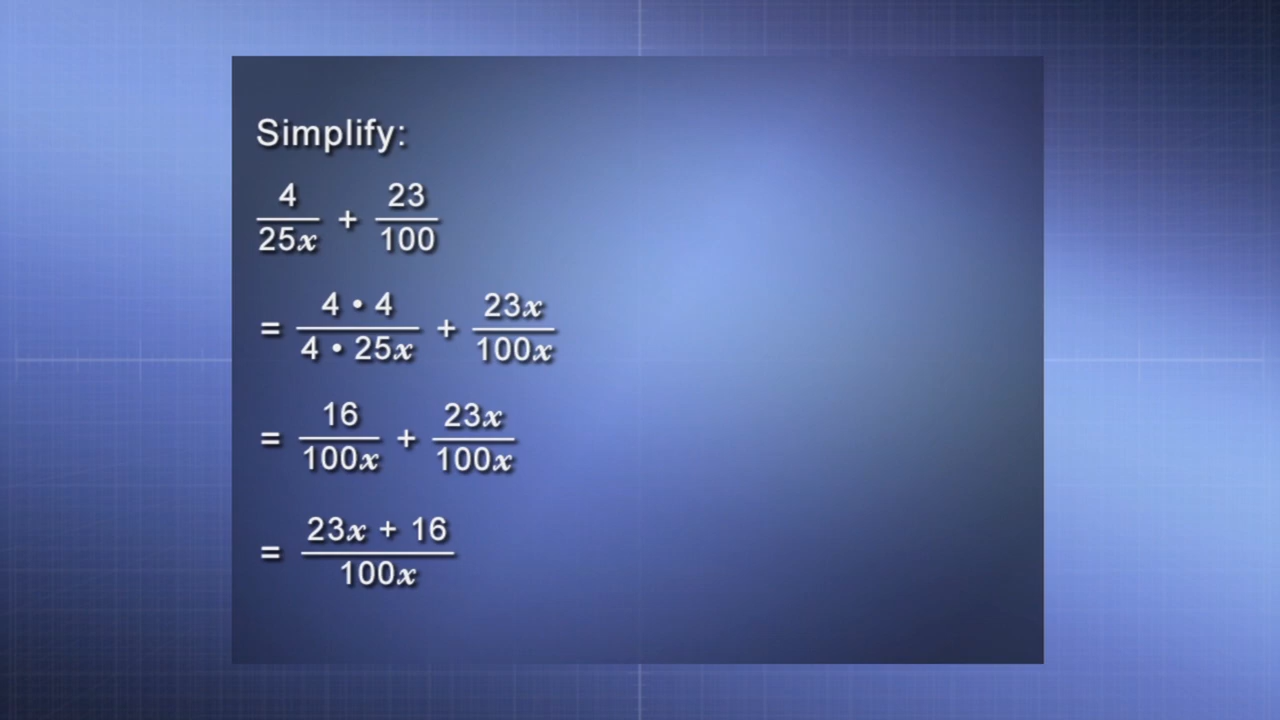 Simplify:
4/25x + 23/100
= 4 • 4/4 • 25x + 23x/100x
= 16/100x + 23x/100x
= 23x + 16/100x